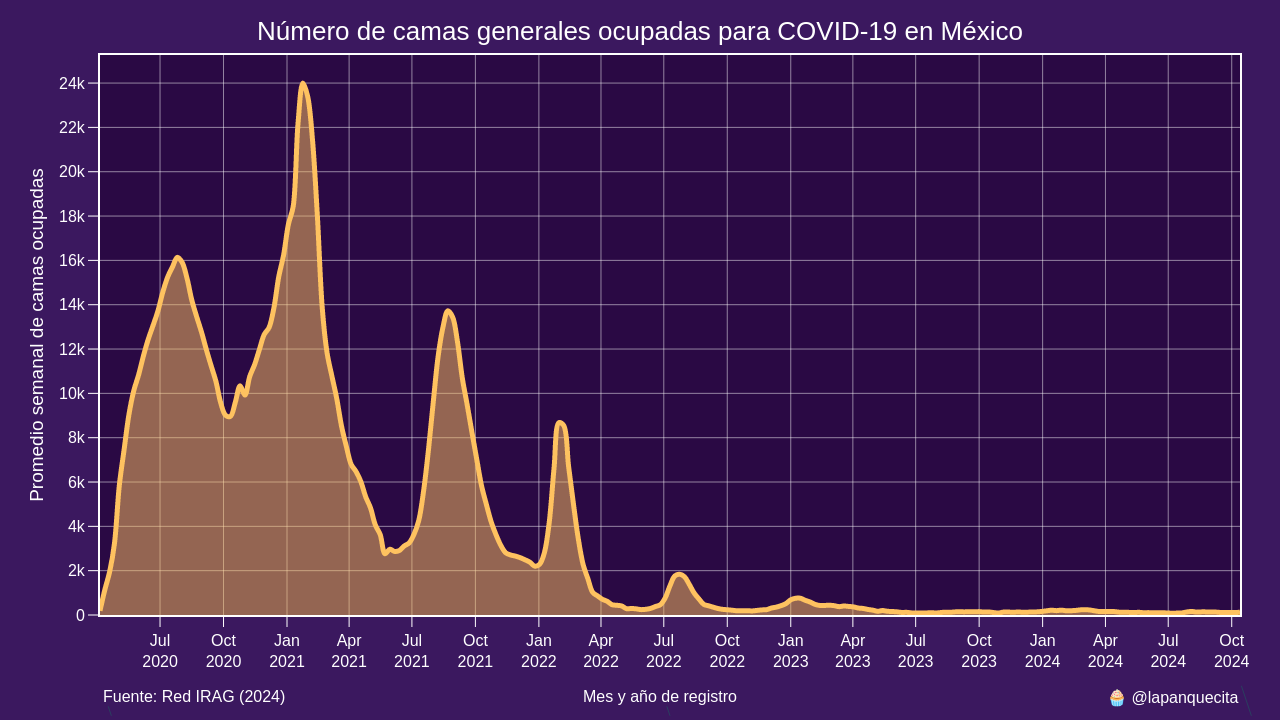 Número de camas generales ocupadas para COVID-19 en México
Promedio semanal de camas ocupadas
24k
22k
20k
18k
16k
14k
12k
10k
8k
6k
4k
2k
0
Jul Oct Jan Apr Jul Oct Jan Apr Jul Oct Jan Apr Jul Oct Jan Apr Jul Oct
2020 2020 2021 2021 2021 2021 2022 2022 2022 2022 2023 2023 2023 2023 2024 2024 2024 2024
Fuente: Red IRAG (2024) Mes y año de registro 🧁 @lapanquecita